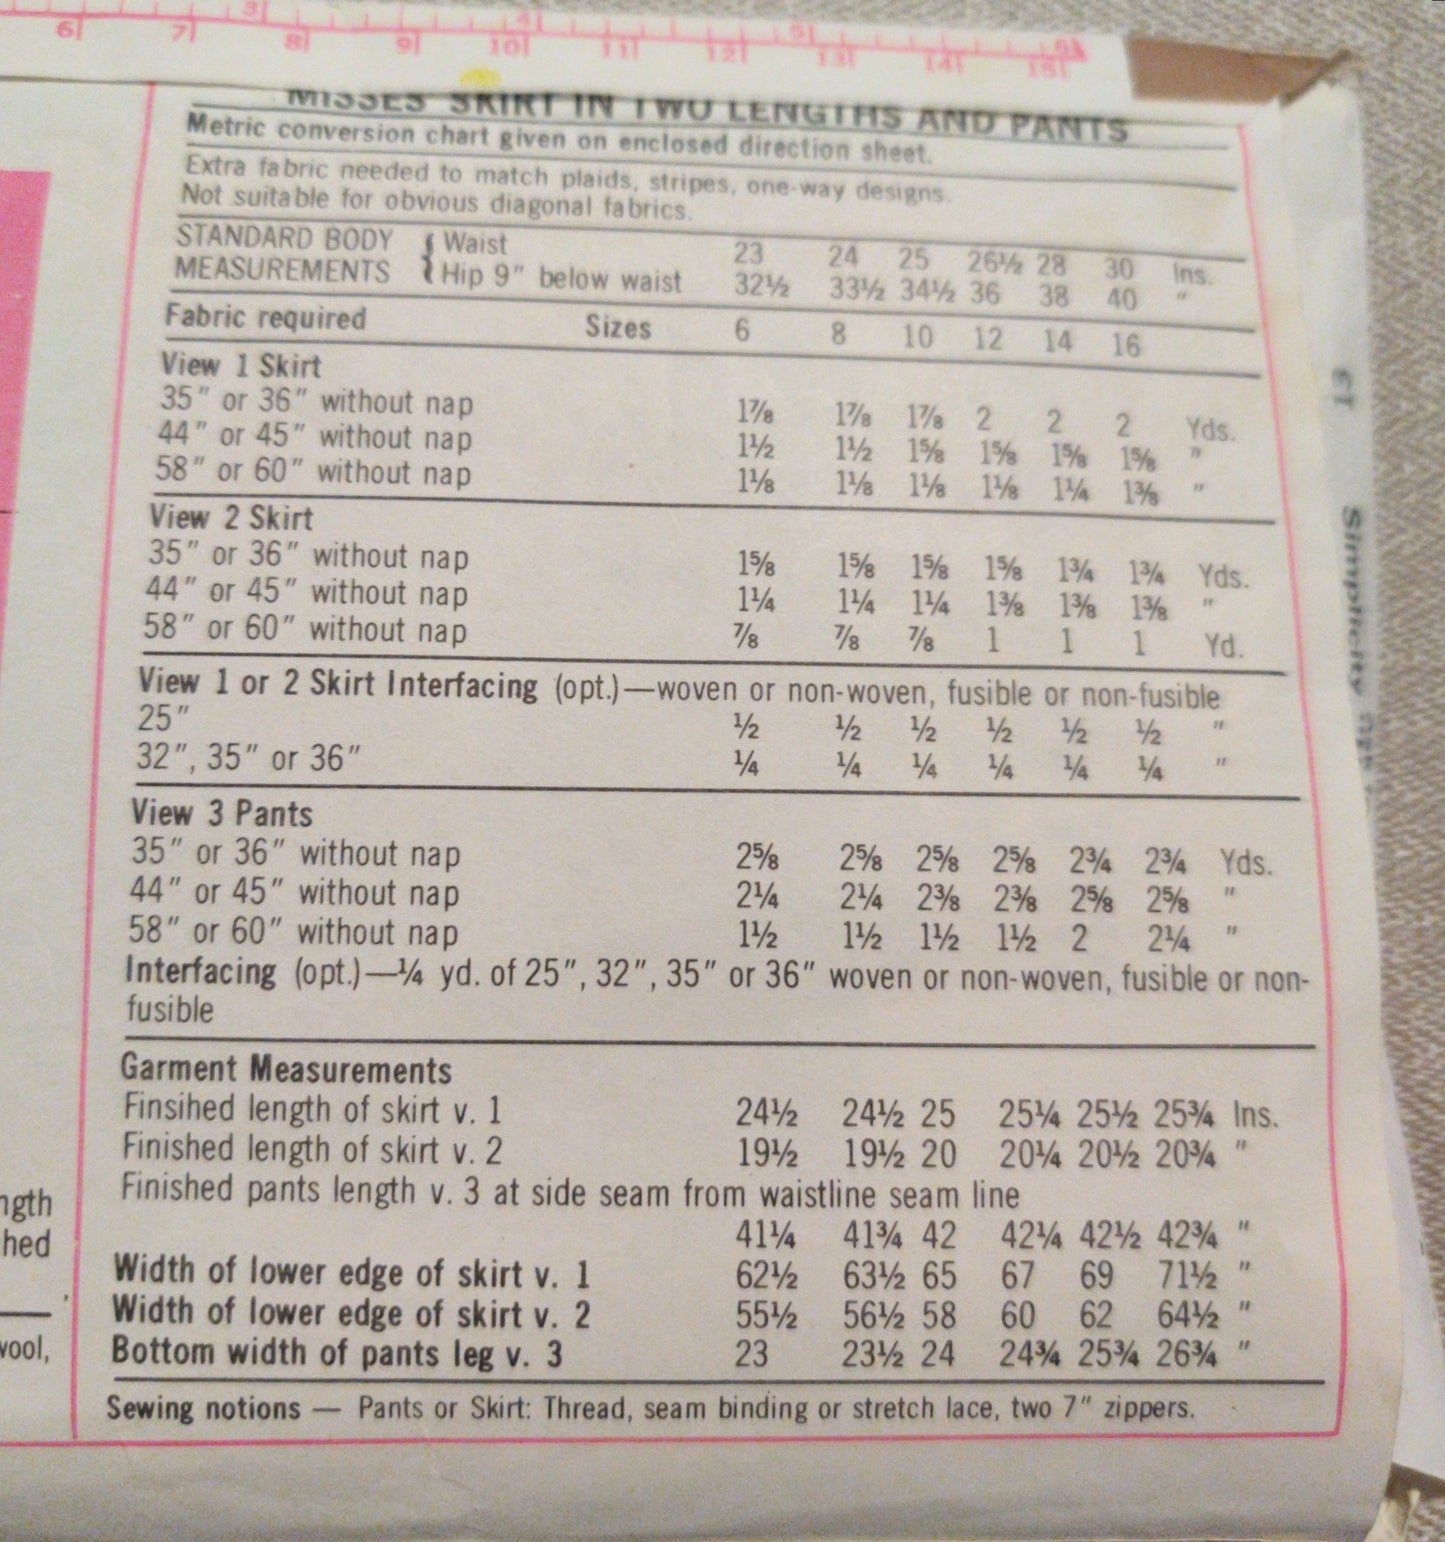 6 7 3 8 9 4 10 11 12 5 13 14 15 6
MISSES' SKIRT IN TWO LENGTHS AND PANTS
Metric conversion chart given on enclosed direction sheet.
Extra fabric needed to match plaids, stripes, one-way designs.
Not suitable for obvious diagonal fabrics.
STANDARD BODY { Waist 23 24 25 26½ 28 30 Ins.
MEASUREMENTS { Hip 9" below waist 32½ 33½ 34½ 36 38 40 "
Fabric required Sizes 6 8 10 12 14 16
View 1 Skirt
35" or 36" without nap 1⅞ 1⅞ 1⅞ 2 2 2 Yds.
44" or 45" without nap 1½ 1½ 1⅝ 1⅝ 1⅝ 1⅝ "
58" or 60" without nap 1⅛ 1⅛ 1⅛ 1⅛ 1¼ 1⅜ "
View 2 Skirt
35" or 36" without nap 1⅝ 1⅝ 1⅝ 1⅝ 1¾ 1¾ Yds.
44" or 45" without nap 1¼ 1¼ 1¼ 1⅜ 1⅜ 1⅜ "
58" or 60" without nap ⅞ ⅞ ⅞ 1 1 1 Yd.
View 1 or 2 Skirt Interfacing (opt.)—woven or non-woven, fusible or non-fusible
25" ½ ½ ½ ½ ½ ½ "
32", 35" or 36" ¼ ¼ ¼ ¼ ¼ ¼ "
View 3 Pants
35" or 36" without nap 2⅝ 2⅝ 2⅝ 2⅝ 2¾ 2¾ Yds.
44" or 45" without nap 2¼ 2¼ 2⅜ 2⅜ 2⅝ 2⅝ "
58" or 60" without nap 1½ 1½ 1½ 1½ 2 2¼ "
Interfacing (opt.)—¼ yd. of 25", 32", 35" or 36" woven or non-woven, fusible or non-
fusible
Garment Measurements
Finsihed length of skirt v. 1 24½ 24½ 25 25¼ 25½ 25¾ Ins.
Finished length of skirt v. 2 19½ 19½ 20 20¼ 20½ 20¾ "
Finished pants length v. 3 at side seam from waistline seam line
41¼ 41¾ 42 42¼ 42½ 42¾ "
Width of lower edge of skirt v. 1 62½ 63½ 65 67 69 71½ "
Width of lower edge of skirt v. 2 55½ 56½ 58 60 62 64½ "
Bottom width of pants leg v. 3 23 23½ 24 24¾ 25¾ 26¾ "
Sewing notions — Pants or Skirt: Thread, seam binding or stretch lace, two 7" zippers.
ngth
hed
wool,
13
Simplicity